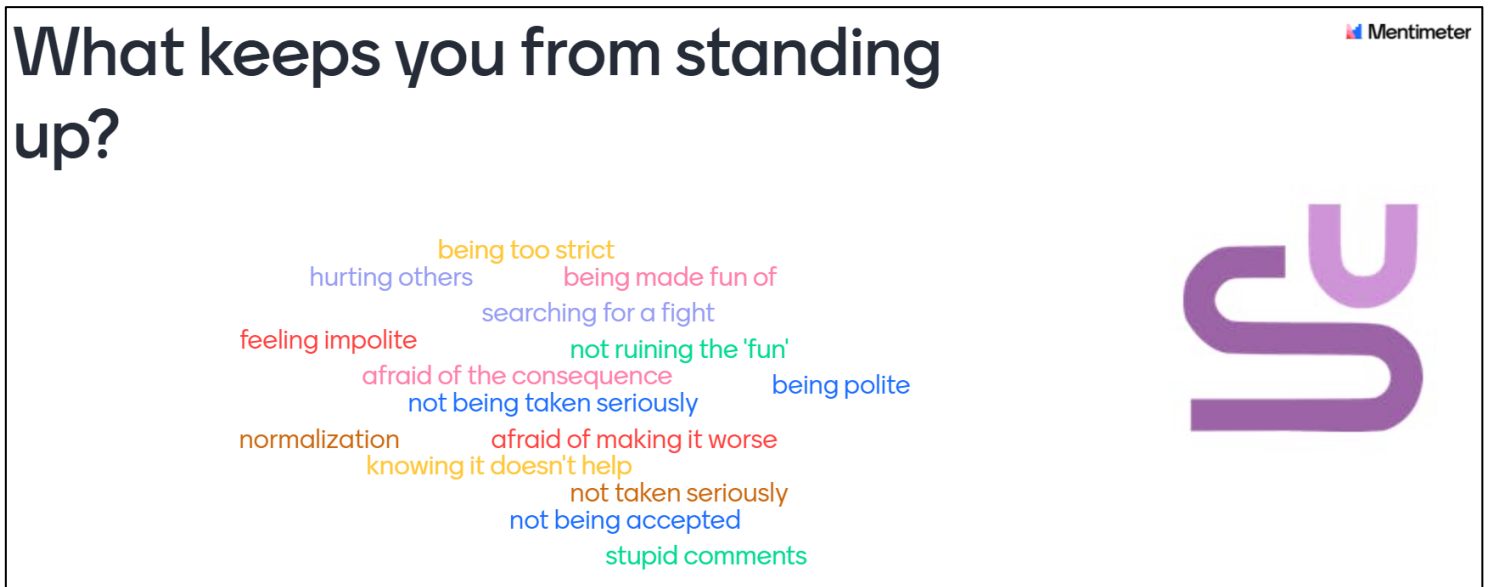 What keeps you from standing
up?
Mentimeter
being too strict
hurting others
being made fun of
searching for a fight
feeling impolite
not ruining the 'fun'
afraid of the consequence
being polite
not being taken seriously
normalization
afraid of making it worse
knowing it doesn't help
not taken seriously
not being accepted
stupid comments
SU